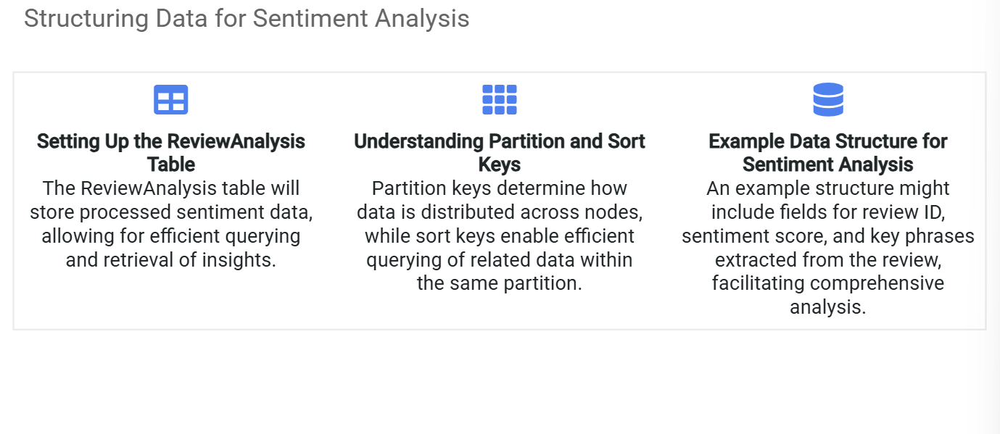 Structuring Data for Sentiment Analysis
Setting Up the ReviewAnalysis
Table
The ReviewAnalysis table will
store processed sentiment data,
allowing for efficient querying
and retrieval of insights.
Understanding Partition and Sort
Keys
Partition keys determine how
data is distributed across nodes,
while sort keys enable efficient
querying of related data within
the same partition.
Example Data Structure for
Sentiment Analysis
An example structure might
include fields for review ID,
sentiment score, and key phrases
extracted from the review,
facilitating comprehensive
analysis.